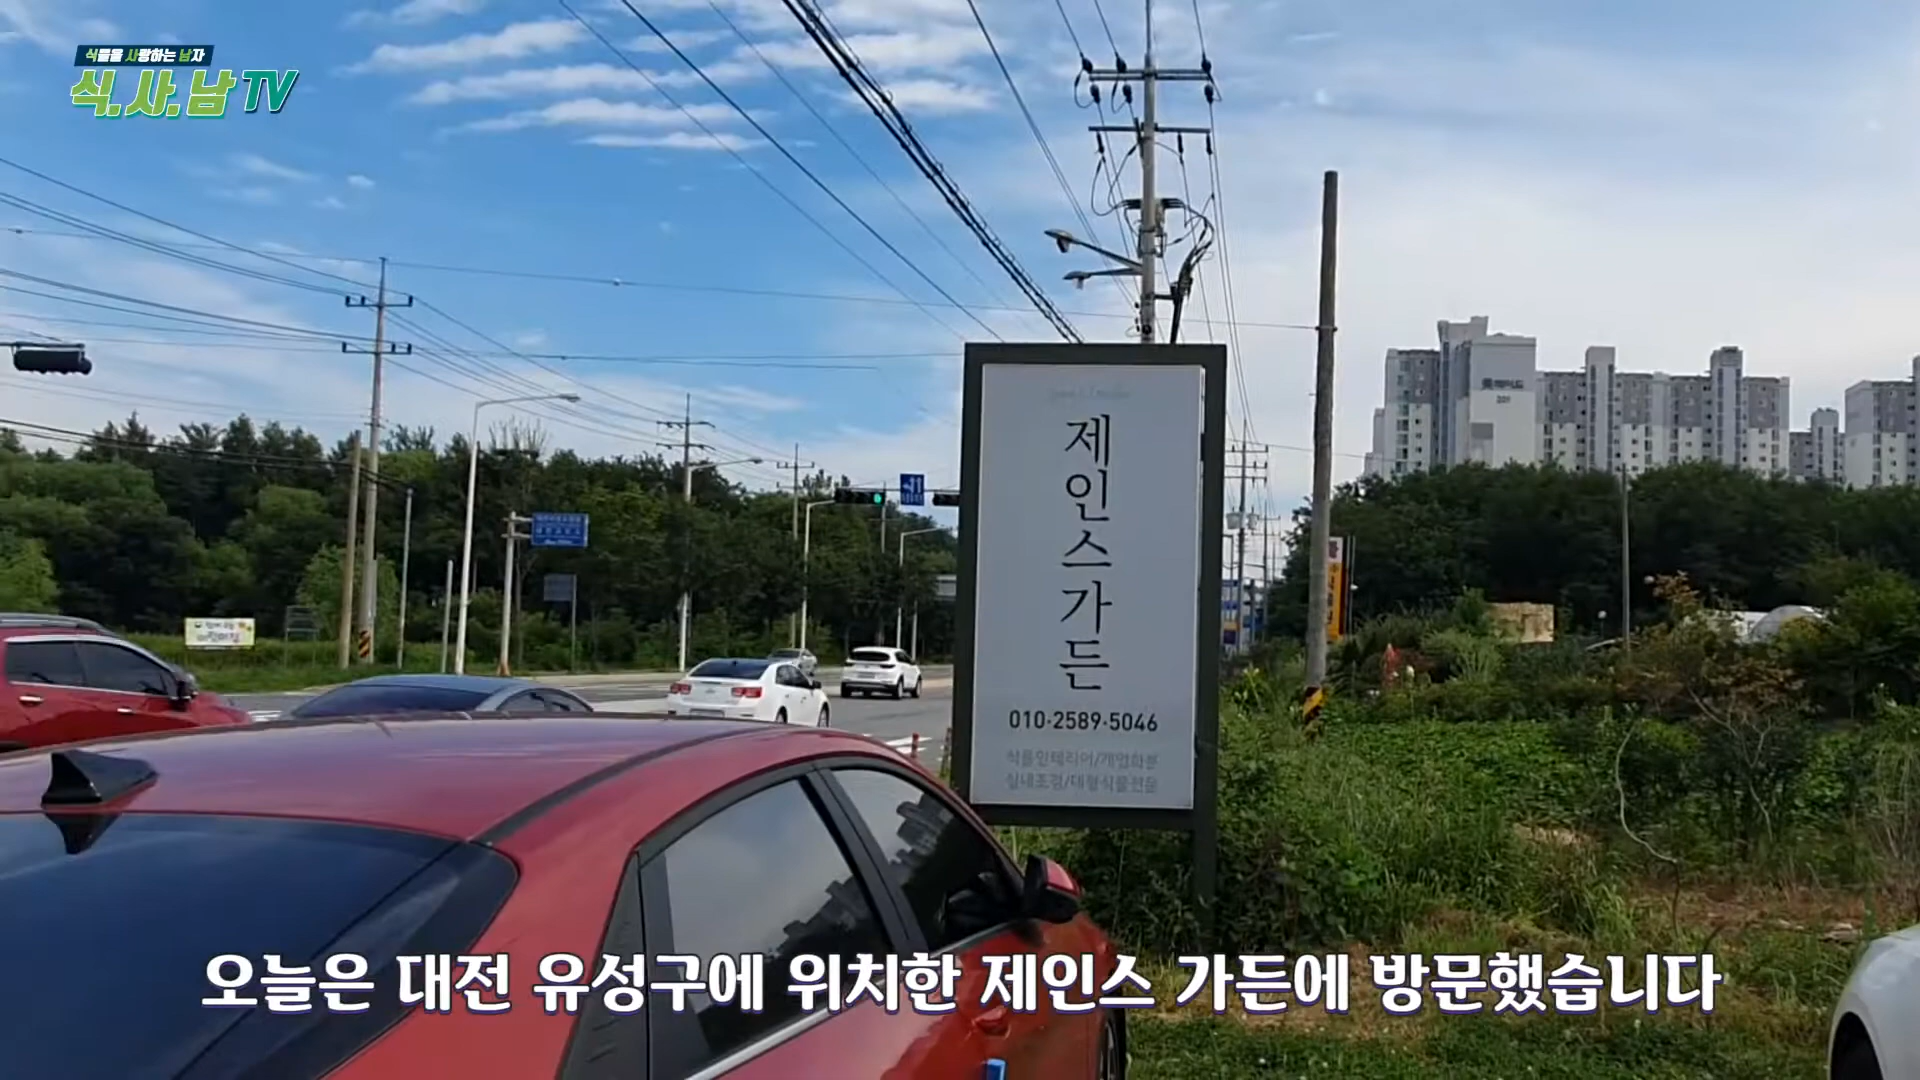 식물을 사랑하는 남자
식.사.남 TV
제인스가든
010-2589-5046
식물인테리어/개업화분
실내조경/대형식물전문
201
오늘은 대전 유성구에 위치한 제인스 가든에 방문했습니다